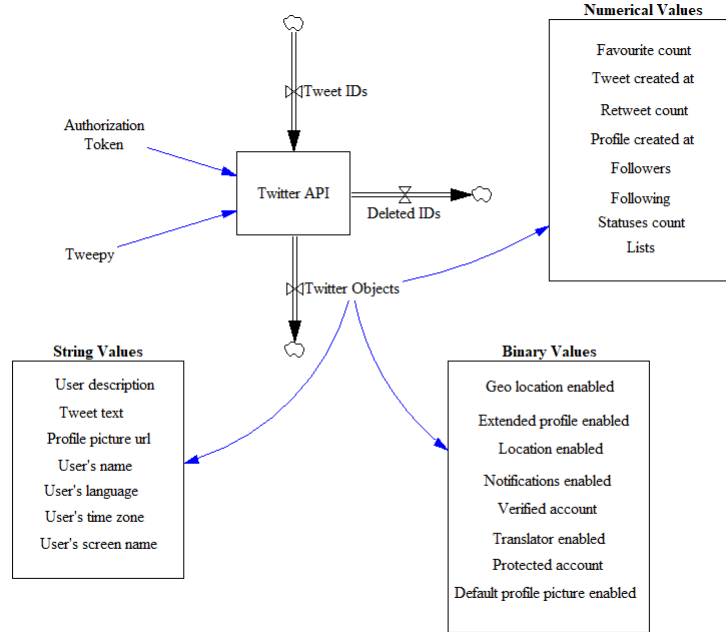 Numerical Values
Favourite count
Tweet created at
Retweet count
Profile created at
Followers
Following
Statuses count
Lists
Tweet IDs
Authorization
Token
Twitter API
Deleted IDs
Tweepy
Twitter Objects
String Values
User description
Tweet text
Profile picture url
User's name
User's language
User's time zone
User's screen name
Binary Values
Geo location enabled
Extended profile enabled
Location enabled
Notifications enabled
Verified account
Translator enabled
Protected account
Default profile picture enabled